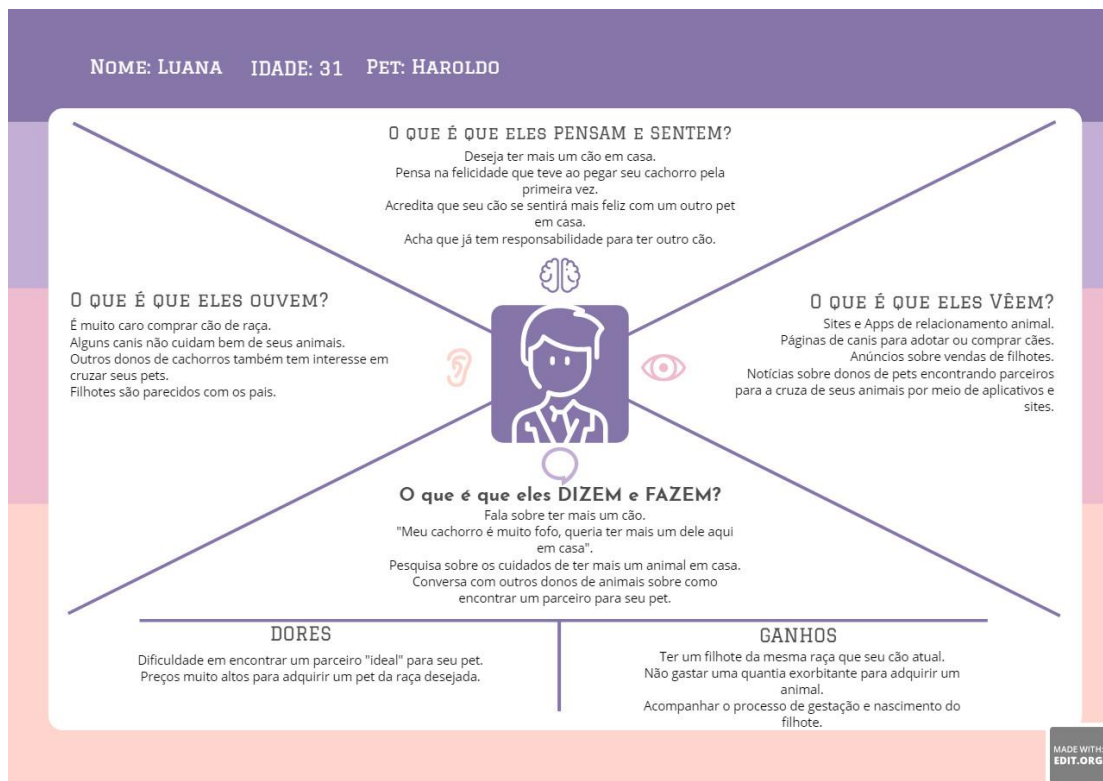 Nome: Luana IDADE: 31 Pet: Haroldo
O que é que eles PENSAM e SENTEM?
Deseja ter mais um cão em casa.
Pensa na felicidade que teve ao pegar seu cachorro pela
primeira vez.
Acredita que seu cão se sentirá mais feliz com um outro pet
em casa.
Acha que já tem responsabilidade para ter outro cão.
O que é que eles ouvem?
É muito caro comprar cão de raça.
Alguns canis não cuidam bem de seus animais.
Outros donos de cachorros também tem interesse em
cruzar seus pets.
Filhotes são parecidos com os pais.
O que é que eles Vêem?
Sites e Apps de relacionamento animal.
Páginas de canis para adotar ou comprar cães.
Anúncios sobre vendas de filhotes.
Notícias sobre donos de pets encontrando parceiros
para a cruza de seus animais por meio de aplicativos e
sites.
O que é que eles DIZEM e FAZEM?
Fala sobre ter mais um cão.
"Meu cachorro é muito fofo, queria ter mais um dele aqui
em casa".
Pesquisa sobre os cuidados de ter mais um animal em casa.
Conversa com outros donos de animais sobre como
encontrar um parceiro para seu pet.
DORES
Dificuldade em encontrar um parceiro "ideal" para seu pet.
Preços muito altos para adquirir um pet da raça desejada.
GANHOS
Ter um filhote da mesma raça que seu cão atual.
Não gastar uma quantia exorbitante para adquirir um
animal.
Acompanhar o processo de gestação e nascimento do
filhote.
MADE WITH:
EDIT.ORG